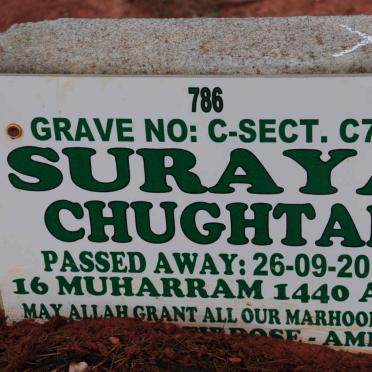 786
GRAVE NO: C-SECT. C7
SURAYA
CHUGHTAI
PASSED AWAY: 26-09-20
16 MUHARRAM 1440 A
MAY ALLAH GRANT ALL OUR MARHOO